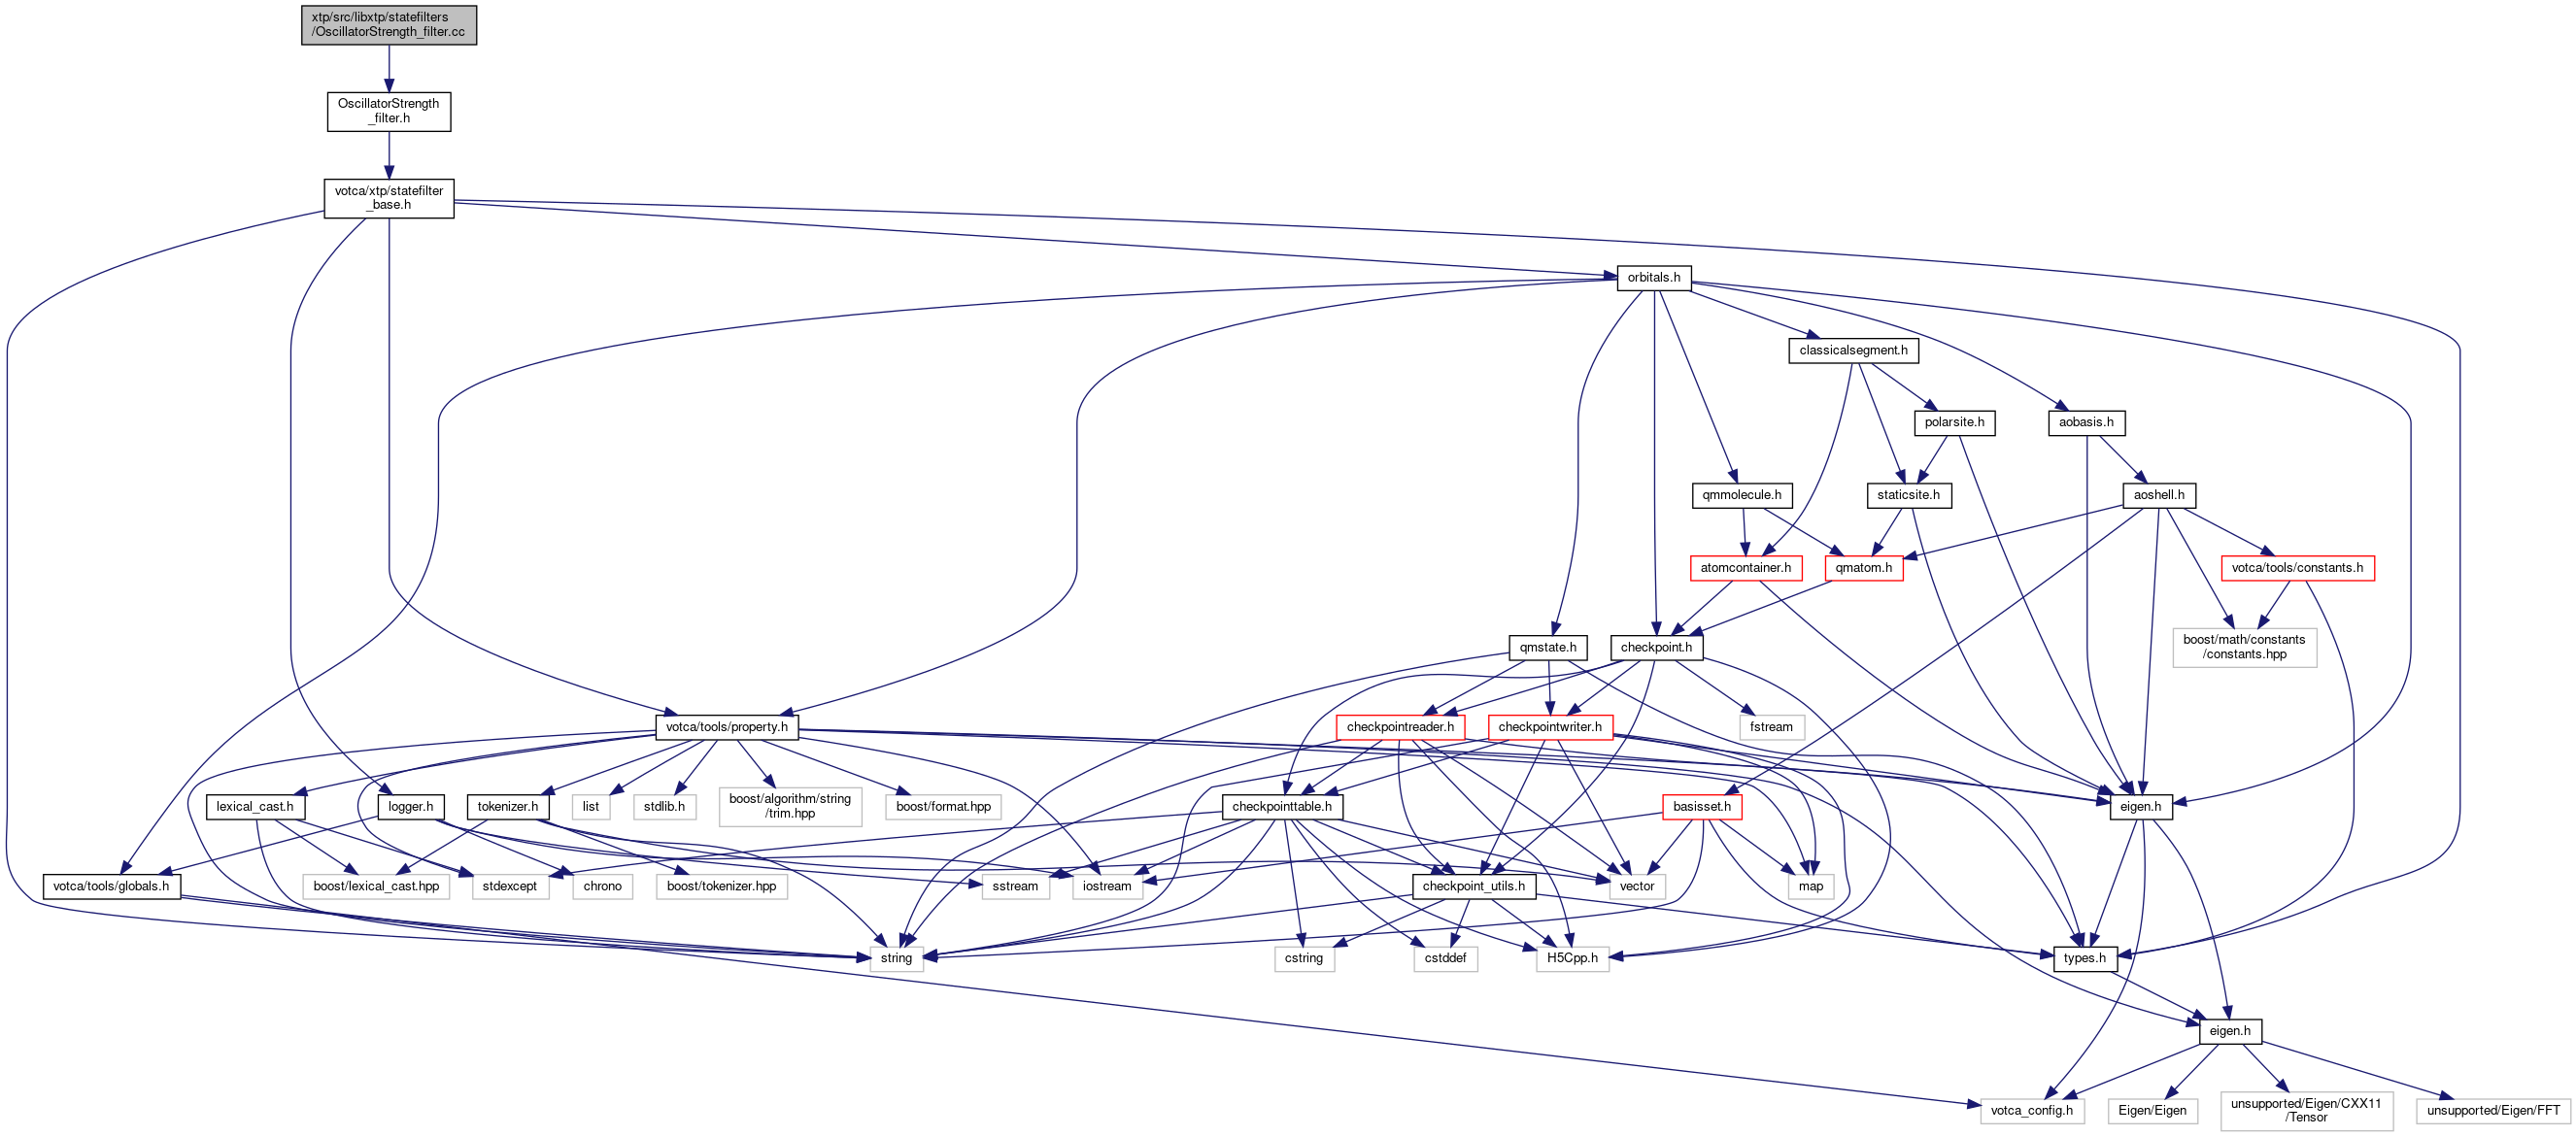 xtp/src/libxtp/statefilters
/OscillatorStrength_filter.cc
OscillatorStrength
_filter.h
votca/xtp/statefilter
_base.h
orbitals.h
classicalsegment.h
polarsite.h
aobasis.h
qmmolecule.h
staticsite.h
aoshell.h
atomcontainer.h
qmatom.h
votca/tools/constants.h
qmstate.h
checkpoint.h
boost/math/constants
/constants.hpp
votca/tools/property.h
checkpointreader.h
checkpointwriter.h
fstream
lexical_cast.h
logger.h
tokenizer.h
list
stdlib.h
boost/algorithm/string
/trim.hpp
boost/format.hpp
checkpointtable.h
basisset.h
eigen.h
votca/tools/globals.h
boost/lexical_cast.hpp
stdexcept
chrono
boost/tokenizer.hpp
sstream
iostream
checkpoint_utils.h
vector
map
string
cstring
cstddef
H5Cpp.h
types.h
eigen.h
votca_config.h
Eigen/Eigen
unsupported/Eigen/CXX11
/Tensor
unsupported/Eigen/FFT